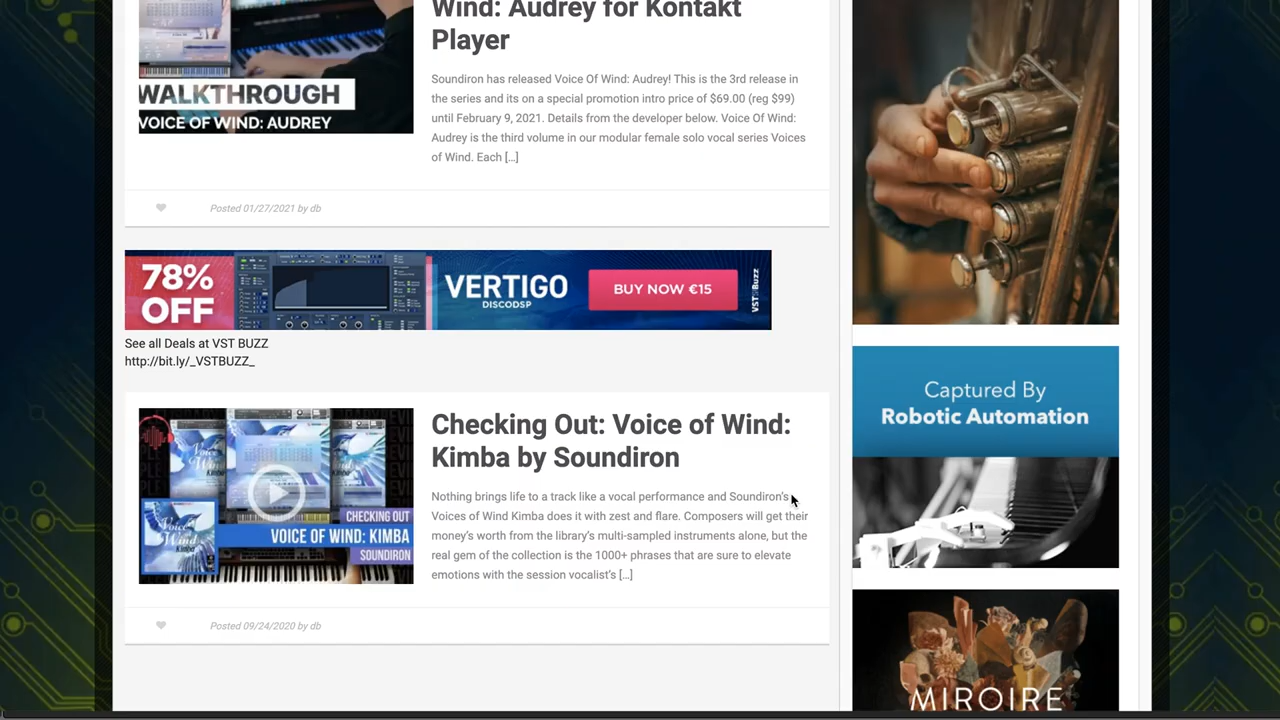 Wind: Audrey for Kontakt
Player
Soundiron has released Voice Of Wind: Audrey! This is the 3rd release in
the series and its on a special promotion intro price of $69.00 (reg $99)
until February 9, 2021. Details from the developer below. Voice Of Wind:
Audrey is the third volume in our modular female solo vocal series Voices
of Wind. Each [...]
WALKTHROUGH
VOICE OF WIND: AUDREY
Posted 01/27/2021 by db
78%
OFF
VERTIGO
DISCODSP
BUY NOW €15
VST Buzz
See all Deals at VST BUZZ
http://bit.ly/_VSTBUZZ_
Checking Out: Voice of Wind:
Kimba by Soundiron
Nothing brings life to a track like a vocal performance and Soundiron's
Voices of Wind Kimba does it with zest and flare. Composers will get their
money's worth from the library's multi-sampled instruments alone, but the
real gem of the collection is the 1000+ phrases that are sure to elevate
emotions with the session vocalist's [...]
CHECKING OUT
VOICE OF WIND: KIMBA
SOUNDIRON
Voice
Wind
Kimba
Posted 09/24/2020 by db
Captured By
Robotic Automation
MIROIRE